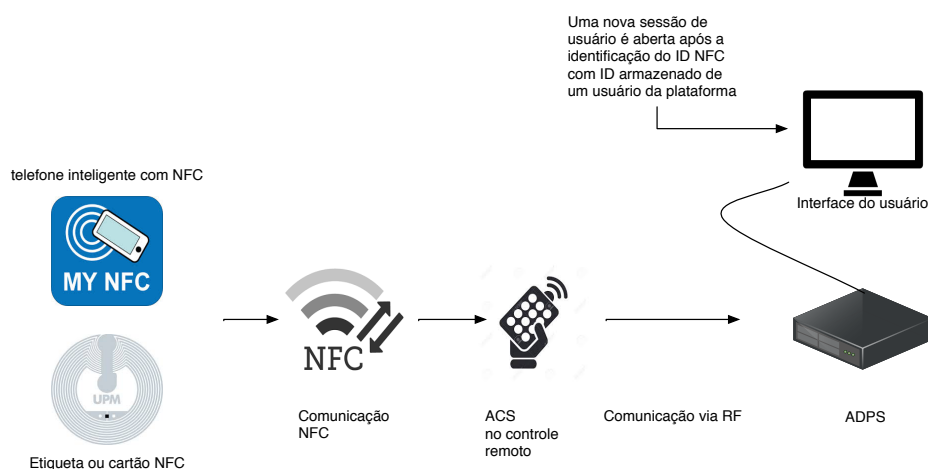 Uma nova sessão de
usuário é aberta após a
identificação do ID NFC
com ID armazenado de
um usuário da plataforma
telefone inteligente com NFC
MY NFC
Interface do usuário
NFC
UPM
Comunicação
NFC
ACS
no controle
remoto
Comunicação via RF
ADPS
Etiqueta ou cartão NFC